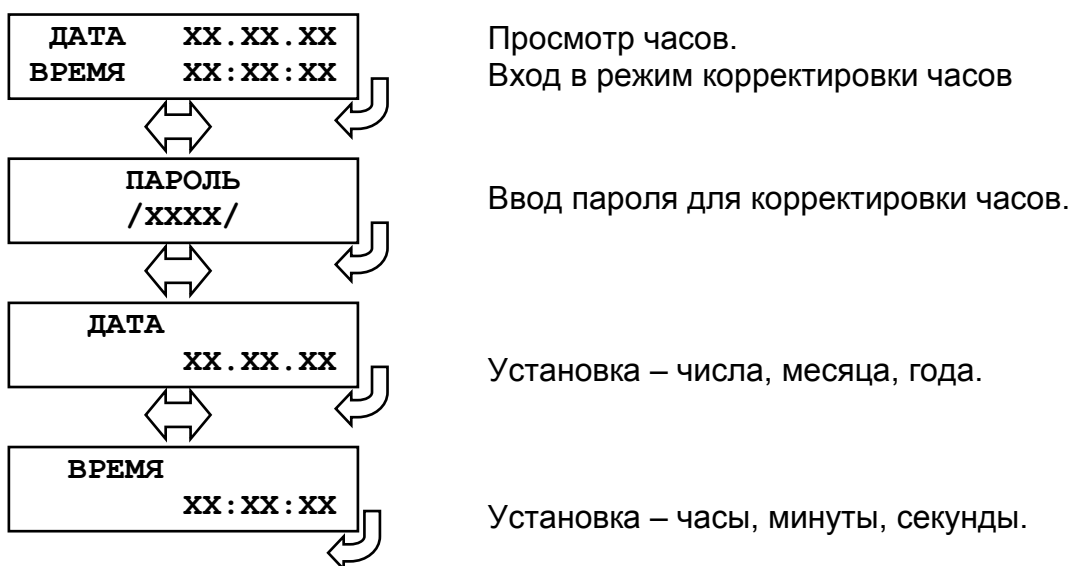 ДАТА XX.XX.XX
ВРЕМЯ XX:XX:XX
Просмотр часов.
Вход в режим корректировки часов
ПАРОЛЬ
/XXXX/
Ввод пароля для корректировки часов.
ДАТА
XX.XX.XX
Установка – числа, месяца, года.
ВРЕМЯ
XX:XX:XX
Установка – часы, минуты, секунды.